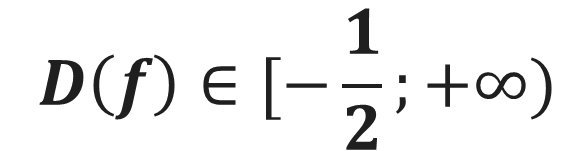 D(f) ∈ [−1/2; +∞)